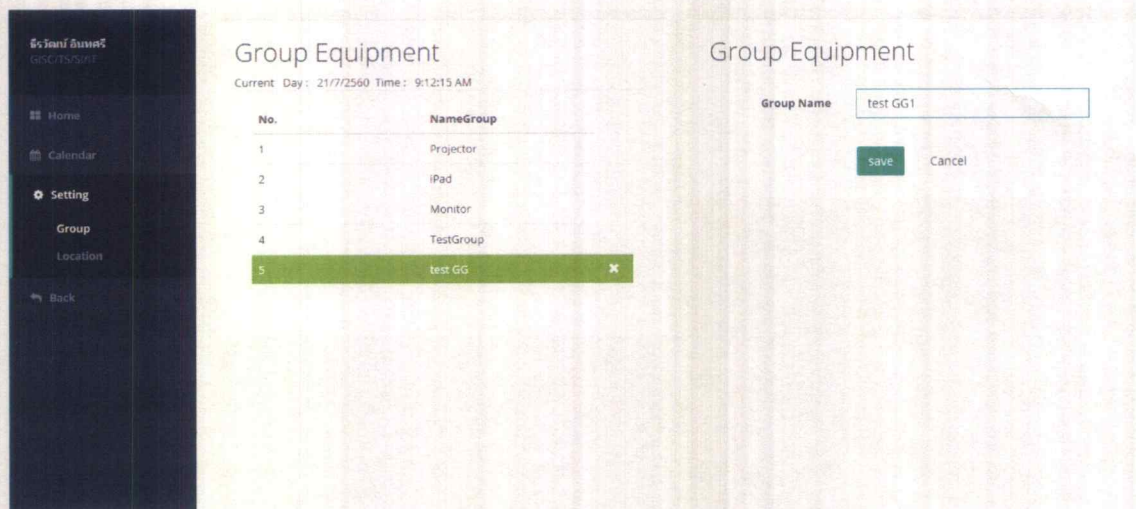 ธีรวัฒน์ อินทศรี
Home
Calendar
Setting
Group
Location
Back
Group Equipment
Current Day : 21/7/2560 Time : 9:12:15 AM
No. NameGroup
1 Projector
2 iPad
3 Monitor
4 TestGroup
5 test GG
Group Equipment
Group Name test GG1
save Cancel